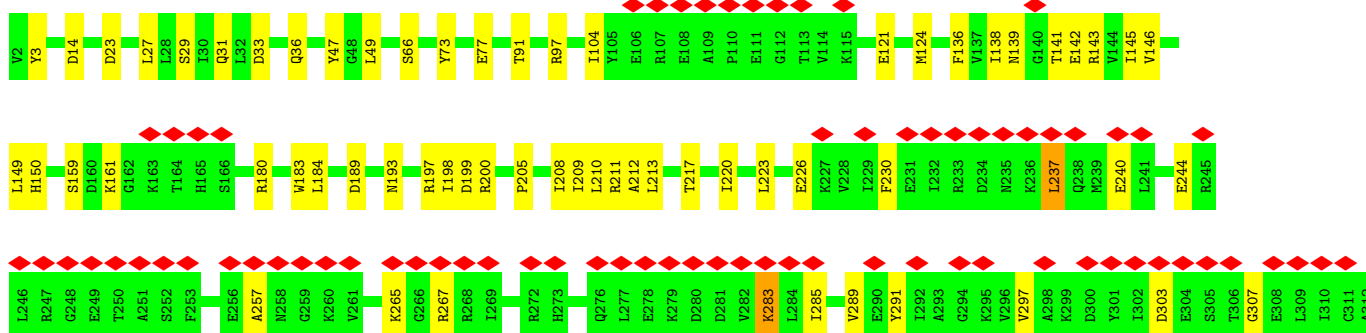 V2 Y3 D14 D23 L27 L28 S29 I30 Q31 L32 D33 Q36 Y47 G48 L49 S66 Y73 E77 T91 R97 I104 Y105 E106 R107 E108 A109 P110 E111 G112 T113 V114 K115 E121 M124 F136 V137 I138 N139 G140 T141 E142 R143 V144 I145 V146
L149 H150 S159 D160 K161 G162 K163 T164 H165 S166 R180 W183 L184 D189 N193 R197 I198 D199 R200 P205 I208 I209 L210 R211 A212 L213 T217 I220 L223 E226 K227 V228 I229 F230 E231 I232 R233 D234 N235 K236 L237 Q238 M239 E240 L241 E244 R245
L246 R247 G248 E249 T250 A251 S252 F253 E256 A257 N258 G259 K260 V261 K265 G266 R267 R268 I269 R272 H273 Q276 L277 E278 K279 D280 D281 V282 K283 L284 I285 V289 E290 Y291 I292 A293 G294 K295 V296 V297 A298 K299 D300 Y301 I302 D303 E304 S305 T306 G307 E308 L309 I310 C311